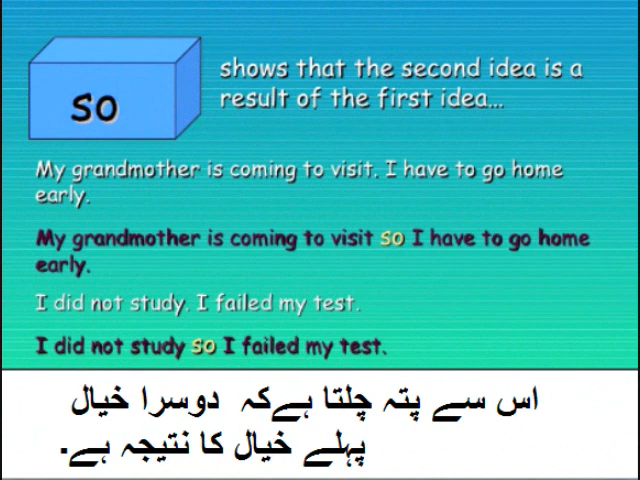 so
shows that the second idea is a
result of the first idea...
My grandmother is coming to visit. I have to go home
early.
My grandmother is coming to visit so I have to go home
early.
I did not study. I failed my test.
I did not study so I failed my test.
اس سے پتہ چلتا ہےکہ دوسرا خیال
پہلے خیال کا نتیجہ ہے.